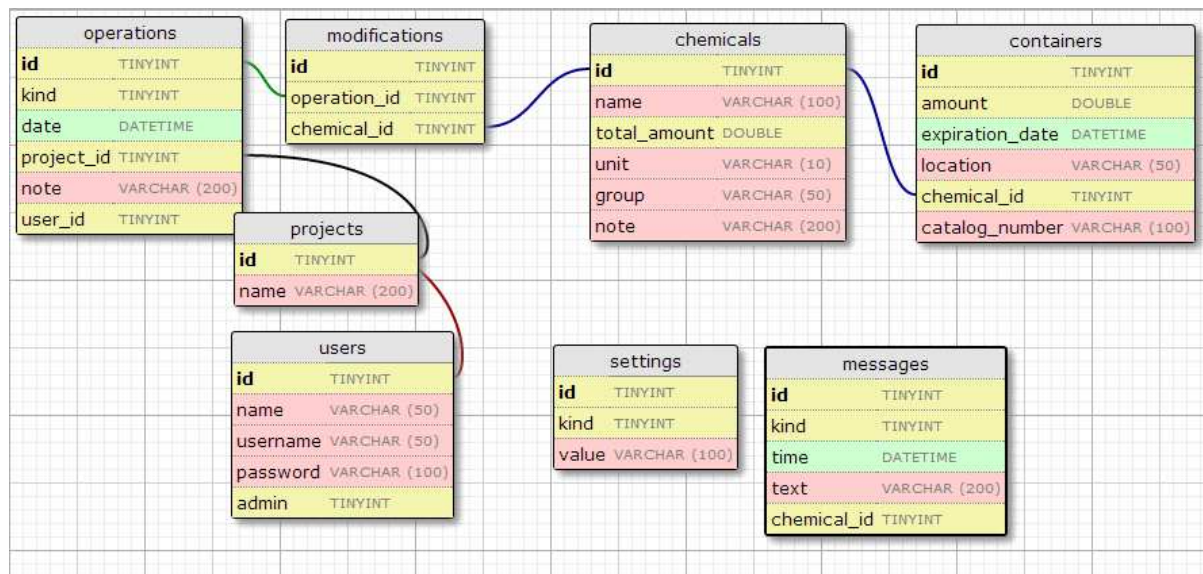 operations
id TINYINT
kind TINYINT
date DATETIME
project_id TINYINT
note VARCHAR (200)
user_id TINYINT
modifications
id TINYINT
operation_id TINYINT
chemical_id TINYINT
chemicals
id TINYINT
name VARCHAR (100)
total_amount DOUBLE
unit VARCHAR (10)
group VARCHAR (50)
note VARCHAR (200)
containers
id TINYINT
amount DOUBLE
expiration_date DATETIME
location VARCHAR (50)
chemical_id TINYINT
catalog_number VARCHAR (100)
projects
id TINYINT
name VARCHAR (200)
users
id TINYINT
name VARCHAR (50)
username VARCHAR (50)
password VARCHAR (100)
admin TINYINT
settings
id TINYINT
kind TINYINT
value VARCHAR (100)
messages
id TINYINT
kind TINYINT
time DATETIME
text VARCHAR (200)
chemical_id TINYINT